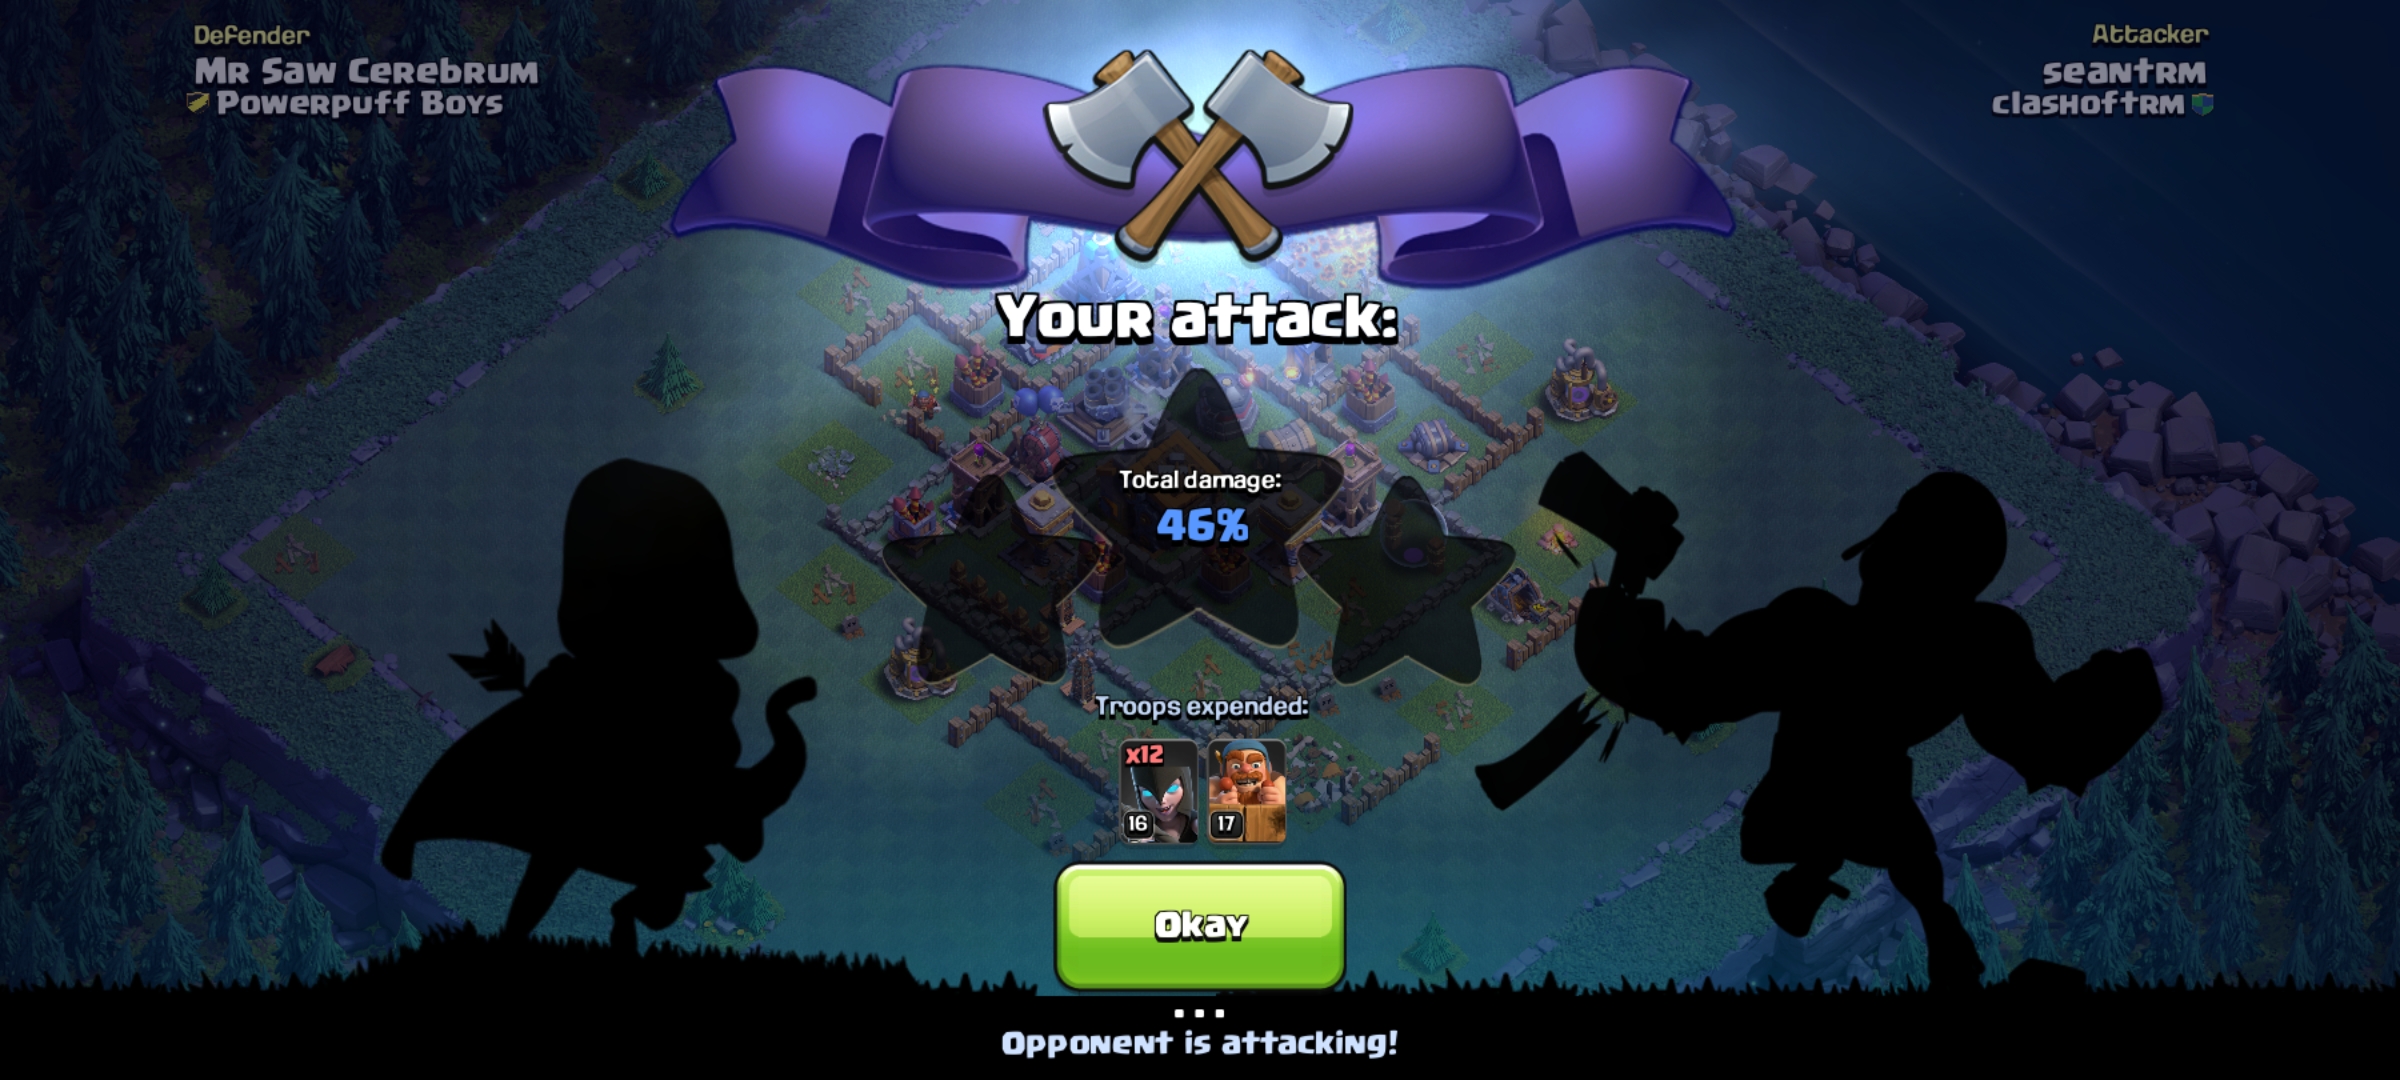 Defender
Mr Saw Cerebrum
Powerpuff Boys
Attacker
seantrm
clashoftrm
Your attack:
Total damage:
46%
Troops expended:
x12
16
17
Okay
...
Opponent is attacking!